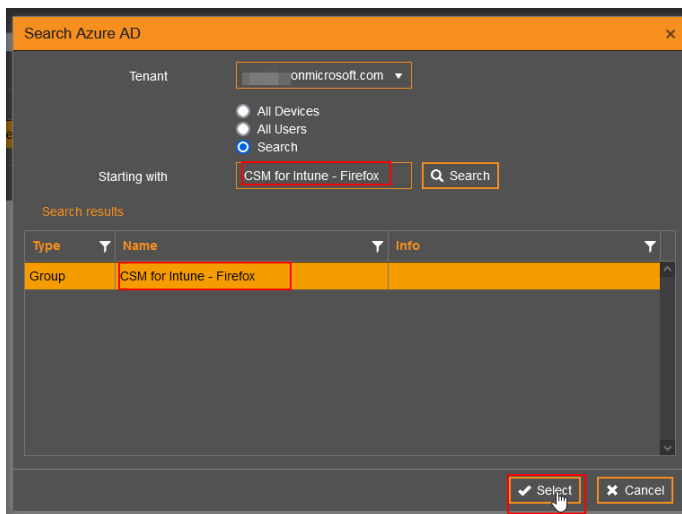 Search Azure AD
Tenant
onmicrosoft.com
All Devices
All Users
Search
Starting with
CSM for Intune - Firefox
Search
Search results
Type Name Info
Group CSM for Intune - Firefox
Select
Cancel